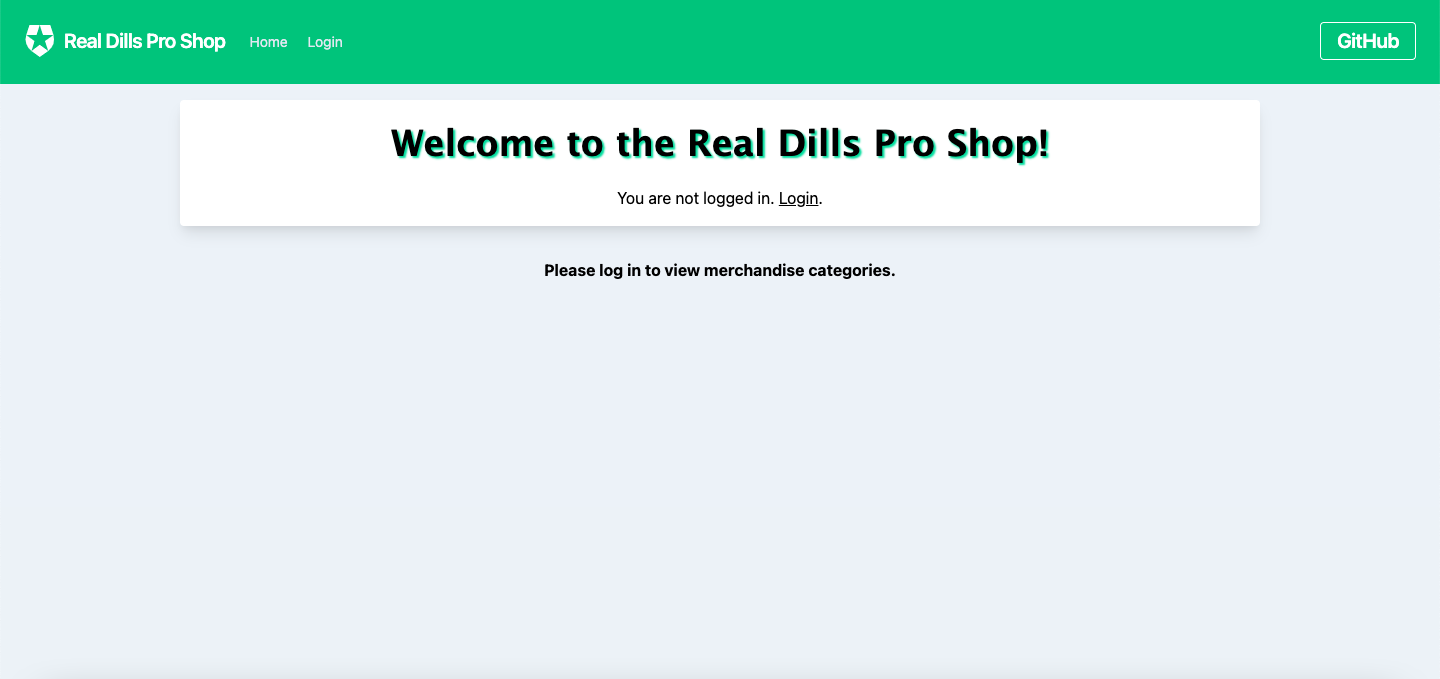 Real Dills Pro Shop Home Login GitHub
Welcome to the Real Dills Pro Shop!
You are not logged in. Login.
Please log in to view merchandise categories.